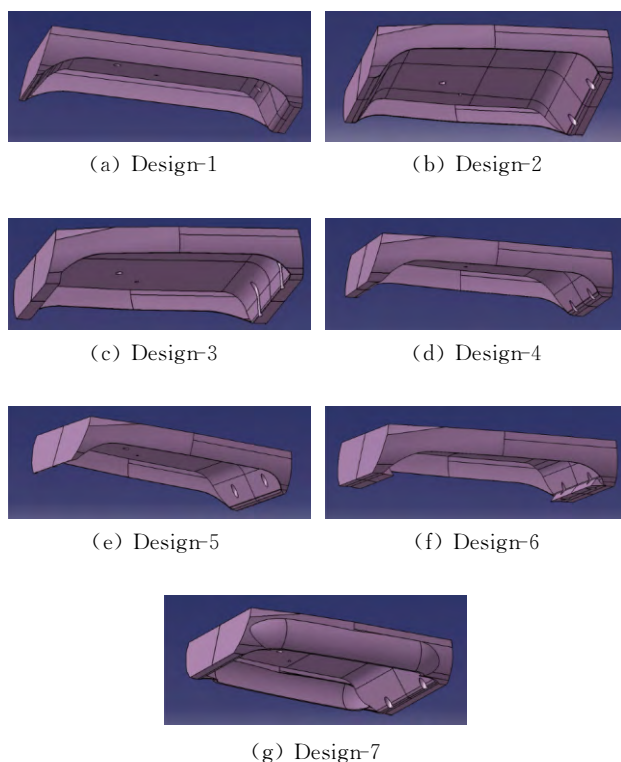 (a) Design-1
(b) Design-2
(c) Design-3
(d) Design-4
(e) Design-5
(f) Design-6
(g) Design-7